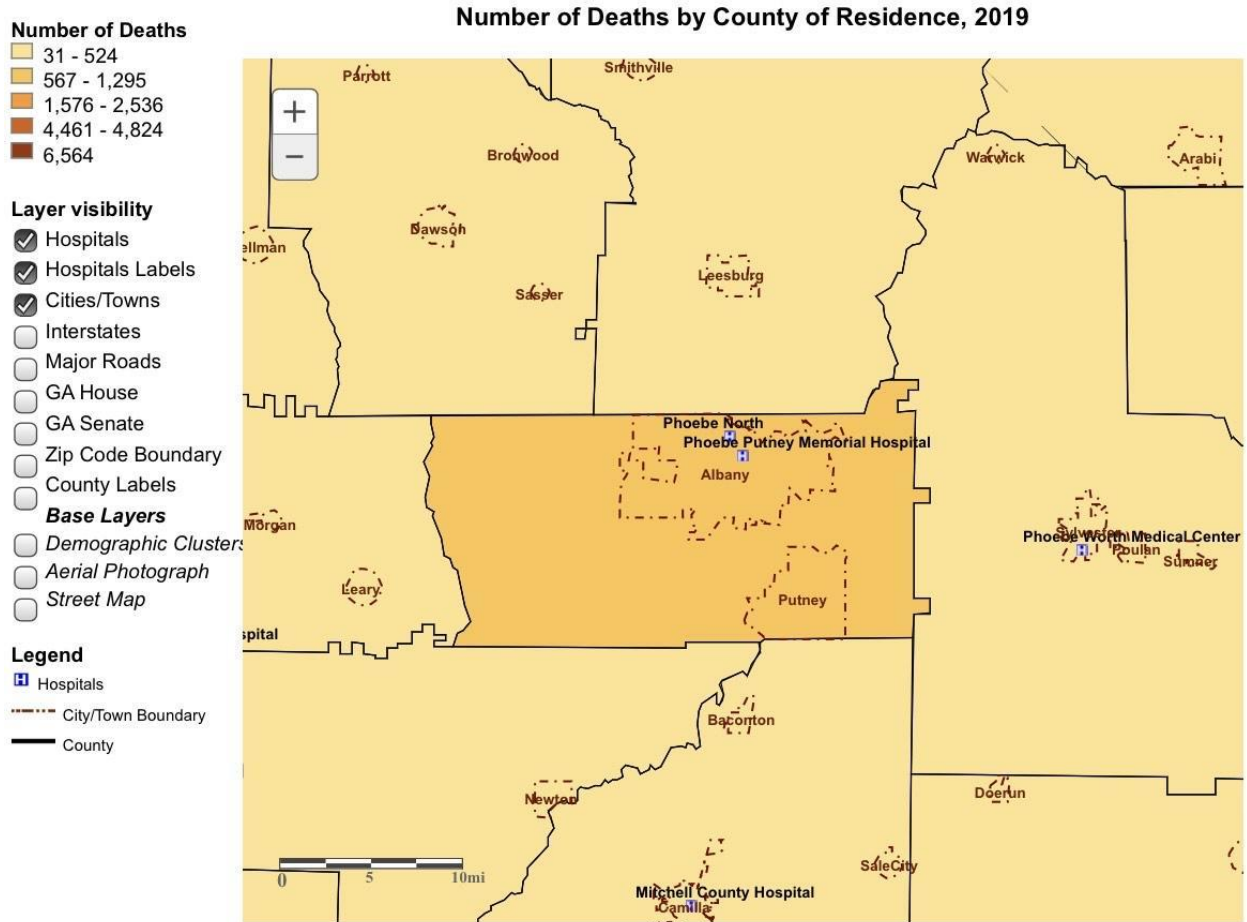 Number of Deaths by County of Residence, 2019
Number of Deaths
31 - 524
567 - 1,295
1,576 - 2,536
4,461 - 4,824
6,564
Layer visibility
Hospitals
Hospitals Labels
Cities/Towns
Interstates
Major Roads
GA House
GA Senate
Zip Code Boundary
County Labels
Base Layers
Demographic Clusters
Aerial Photograph
Street Map
Legend
H Hospitals
City/Town Boundary
County
+
−
Parrott
Smithville
Bronwood
Warwick
Arabi
Dawson
ellman
Leesburg
Sasser
Phoebe North
H
Phoebe Putney Memorial Hospital
H
Albany
Morgan
Sylvester
Phoebe Worth Medical Center
H
Poulan
Sumner
Leary
Putney
spital
Baconton
Newton
Doerun
SaleCity
0 5 10mi
Mitchell County Hospital
H
Camilla